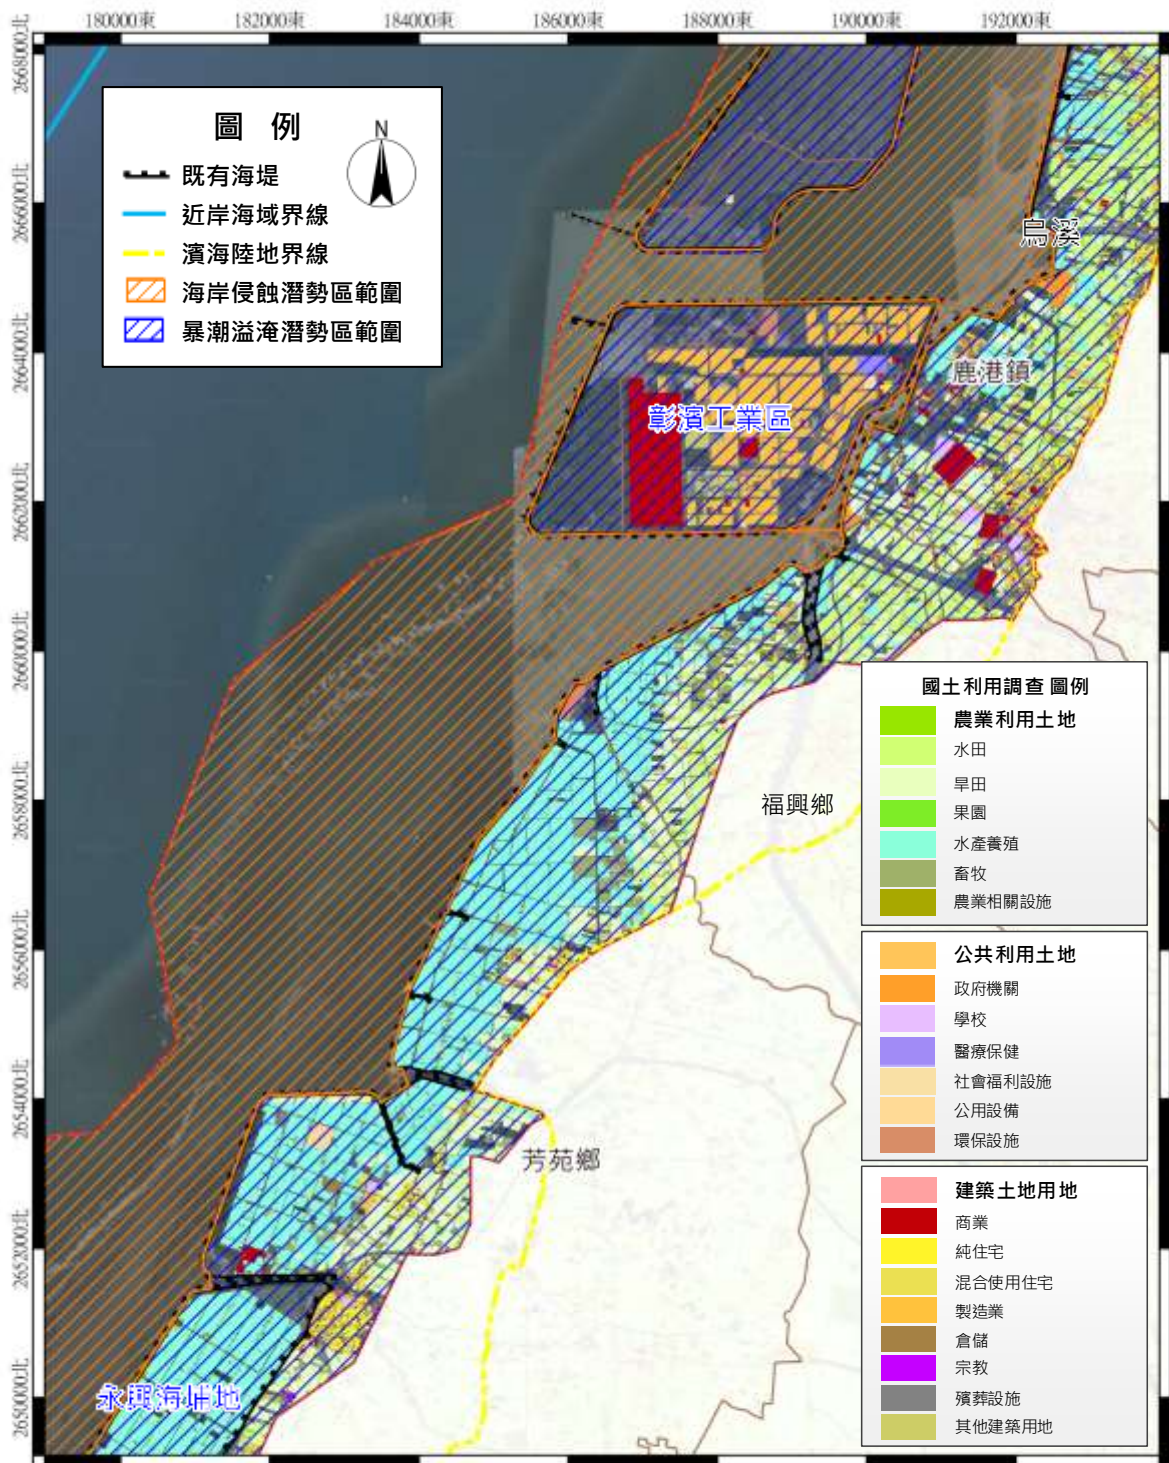 180000東 182000東 184000東 186000東 188000東 190000東 192000東
2668000北
2666000北
2664000北
2662000北
2660000北
2658000北
2656000北
2654000北
2652000北
2650000北
圖 例
N
既有海堤
近岸海域界線
濱海陸地界線
海岸侵蝕潛勢區範圍
暴潮溢淹潛勢區範圍
烏溪
鹿港鎮
彰濱工業區
福興鄉
芳苑鄉
永興海埔地
國土利用調查圖例
農業利用土地
水田
旱田
果園
水產養殖
畜牧
農業相關設施
公共利用土地
政府機關
學校
醫療保健
社會福利設施
公用設備
環保設施
建築土地用地
商業
純住宅
混合使用住宅
製造業
倉儲
宗教
殯葬設施
其他建築用地